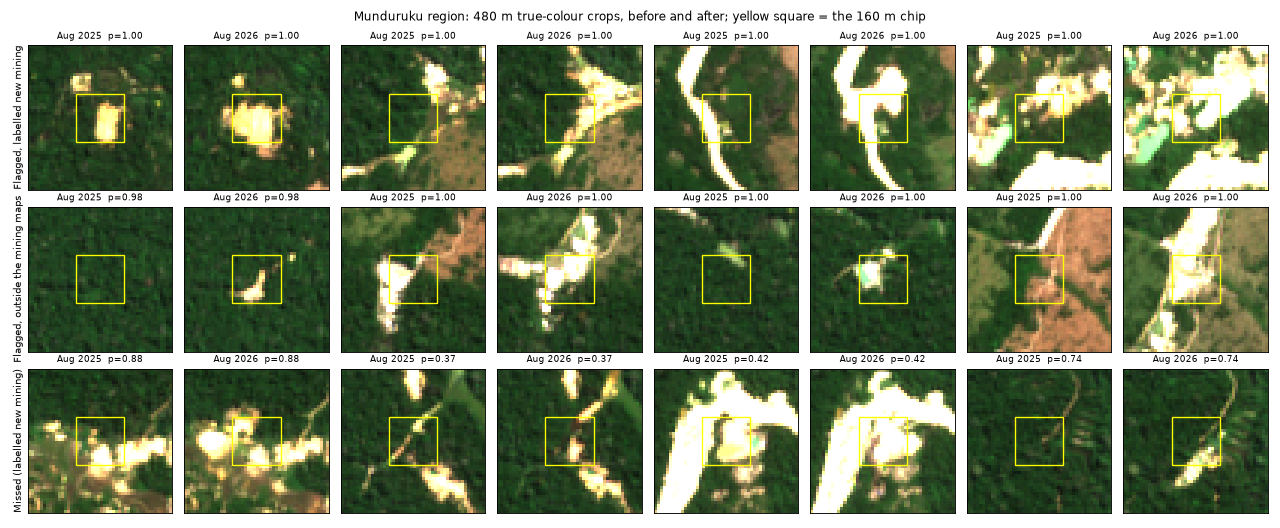 Munduruku region: 480 m true-colour crops, before and after; yellow square = the 160 m chip
Flagged, labelled new mining
Aug 2025 p=1.00
Aug 2026 p=1.00
Aug 2025 p=1.00
Aug 2026 p=1.00
Aug 2025 p=1.00
Aug 2026 p=1.00
Aug 2025 p=1.00
Aug 2026 p=1.00
Flagged, outside the mining maps
Aug 2025 p=0.98
Aug 2026 p=0.98
Aug 2025 p=1.00
Aug 2026 p=1.00
Aug 2025 p=1.00
Aug 2026 p=1.00
Aug 2025 p=1.00
Aug 2026 p=1.00
Missed (labelled new mining)
Aug 2025 p=0.88
Aug 2026 p=0.88
Aug 2025 p=0.37
Aug 2026 p=0.37
Aug 2025 p=0.42
Aug 2026 p=0.42
Aug 2025 p=0.74
Aug 2026 p=0.74